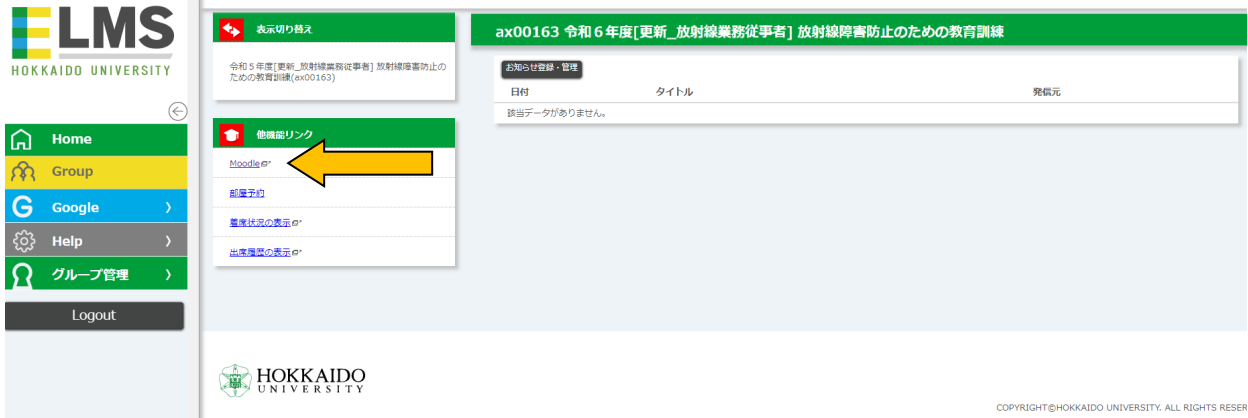 ELMS
HOKKAIDO UNIVERSITY
Home
Group
Google
Help
グループ管理
Logout
表示切り替え
令和５年度[更新_放射線業務従事者] 放射線障害防止の
ための教育訓練(ax00163)
他機能リンク
Moodle
部屋予約
着席状況の表示
出席履歴の表示
ax00163 令和６年度[更新_放射線業務従事者] 放射線障害防止のための教育訓練
お知らせ登録・管理
日付 タイトル 発信元
該当データがありません。
HOKKAIDO
UNIVERSITY
COPYRIGHT©HOKKAIDO UNIVERSITY. ALL RIGHTS RESER